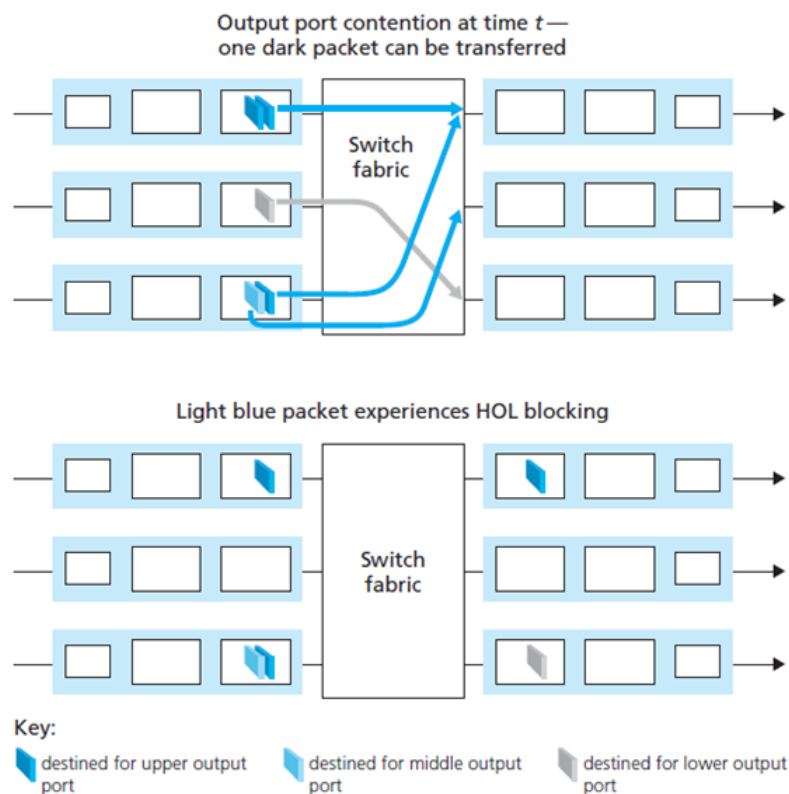 Output port contention at time t—
one dark packet can be transferred
Switch
fabric
Light blue packet experiences HOL blocking
Switch
fabric
Key:
destined for upper output
port
destined for middle output
port
destined for lower output
port